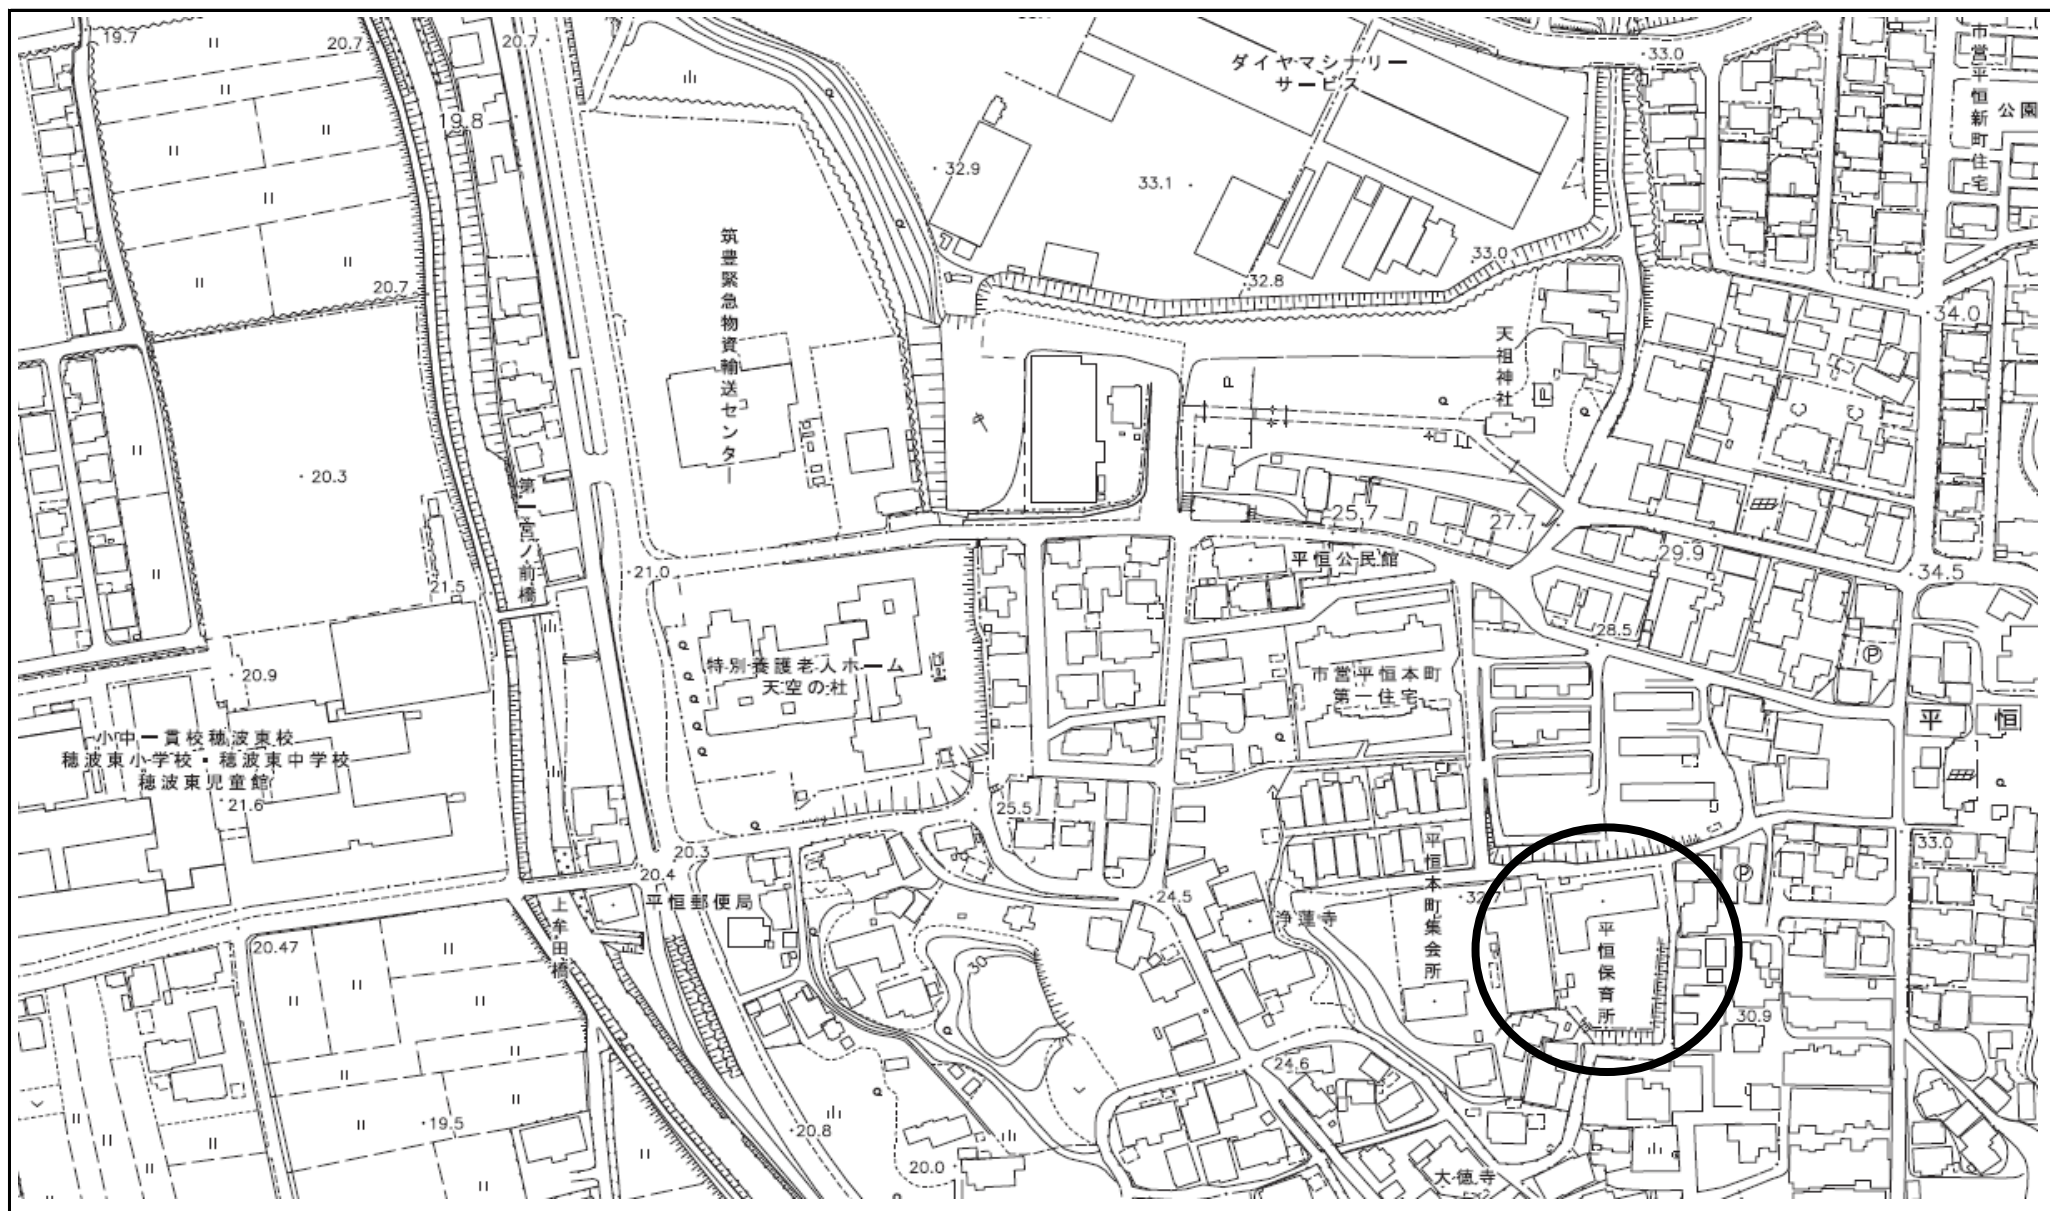 19.7
20.7
20.7
ダイヤマシナリー
サービス
33.0
市営平恒新町住宅
公園
19.8
32.9
33.1
筑豊緊急物資輸送センター
33.0
32.8
20.7
34.0
天祖神社
P
P
20.3
第一宮ノ前橋
25.7
27.7
平恒公民館
29.9
34.5
21.0
21.5
28.5
特別養護老人ホーム
天空の杜
市営平恒本町
第一住宅
P
20.9
平恒
小中一貫校穂波東校
穂波東小学校・穂波東中学校
穂波東児童館
21.6
25.5
平恒本町集会所
33.0
20.3
20.4
P
平恒郵便局
24.5
浄蓮寺
上牟田橋
平恒保育所
20.47
30
30.9
24.6
19.5
20.8
20.0
大徳寺